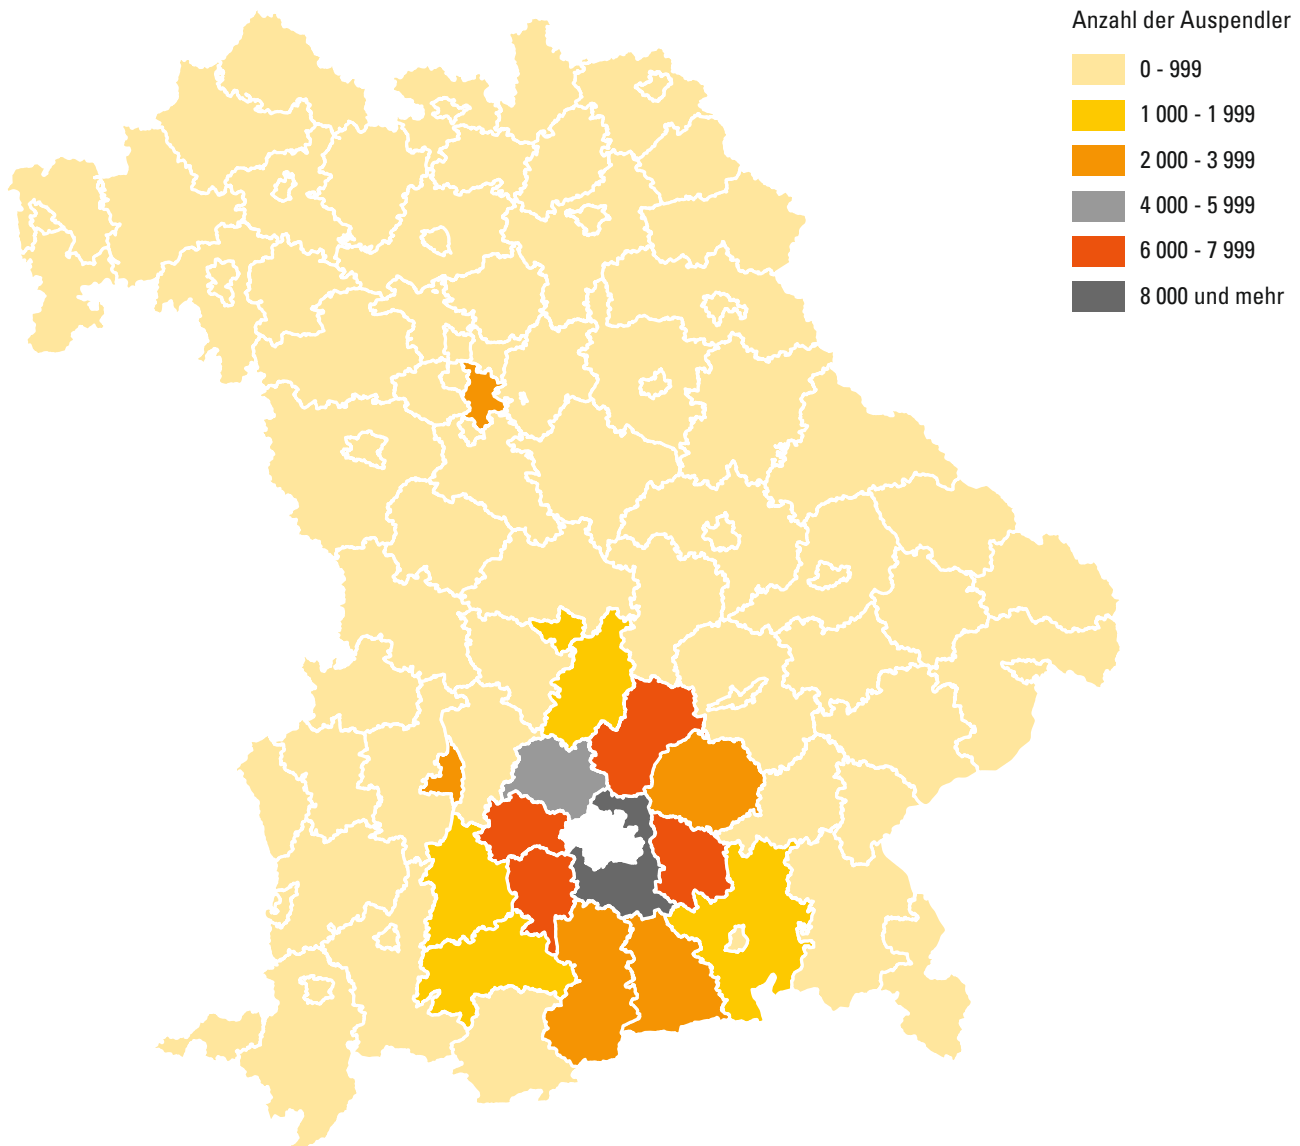 Anzahl der Auspendler
0 - 999
1 000 - 1 999
2 000 - 3 999
4 000 - 5 999
6 000 - 7 999
8 000 und mehr